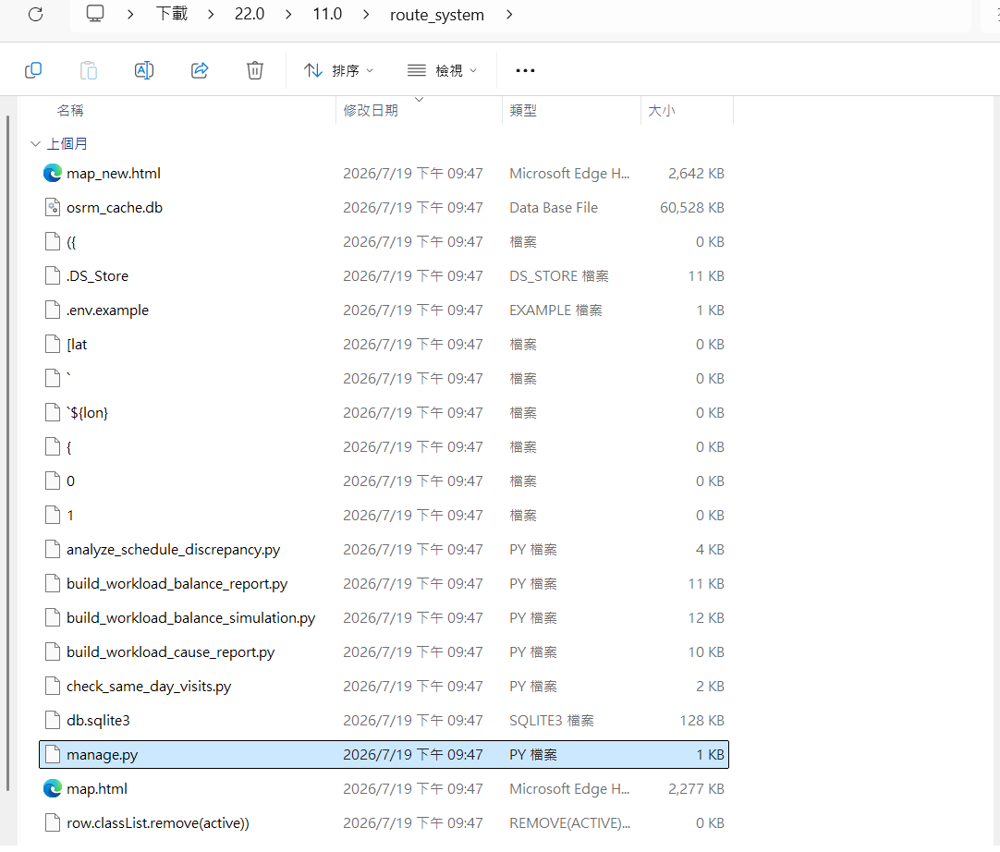 下載 > 22.0 > 11.0 > route_system >
排序 檢視 •••
名稱 修改日期 類型 大小
上個月
map_new.html 2026/7/19 下午 09:47 Microsoft Edge H... 2,642 KB
osrm_cache.db 2026/7/19 下午 09:47 Data Base File 60,528 KB
({ 2026/7/19 下午 09:47 檔案 0 KB
.DS_Store 2026/7/19 下午 09:47 DS_STORE 檔案 11 KB
.env.example 2026/7/19 下午 09:47 EXAMPLE 檔案 1 KB
[lat 2026/7/19 下午 09:47 檔案 0 KB
` 2026/7/19 下午 09:47 檔案 0 KB
`${lon} 2026/7/19 下午 09:47 檔案 0 KB
{ 2026/7/19 下午 09:47 檔案 0 KB
0 2026/7/19 下午 09:47 檔案 0 KB
1 2026/7/19 下午 09:47 檔案 0 KB
analyze_schedule_discrepancy.py 2026/7/19 下午 09:47 PY 檔案 4 KB
build_workload_balance_report.py 2026/7/19 下午 09:47 PY 檔案 11 KB
build_workload_balance_simulation.py 2026/7/19 下午 09:47 PY 檔案 12 KB
build_workload_cause_report.py 2026/7/19 下午 09:47 PY 檔案 10 KB
check_same_day_visits.py 2026/7/19 下午 09:47 PY 檔案 2 KB
db.sqlite3 2026/7/19 下午 09:47 SQLITE3 檔案 128 KB
manage.py 2026/7/19 下午 09:47 PY 檔案 1 KB
map.html 2026/7/19 下午 09:47 Microsoft Edge H... 2,277 KB
row.classList.remove(active)) 2026/7/19 下午 09:47 REMOVE(ACTIVE)... 0 KB